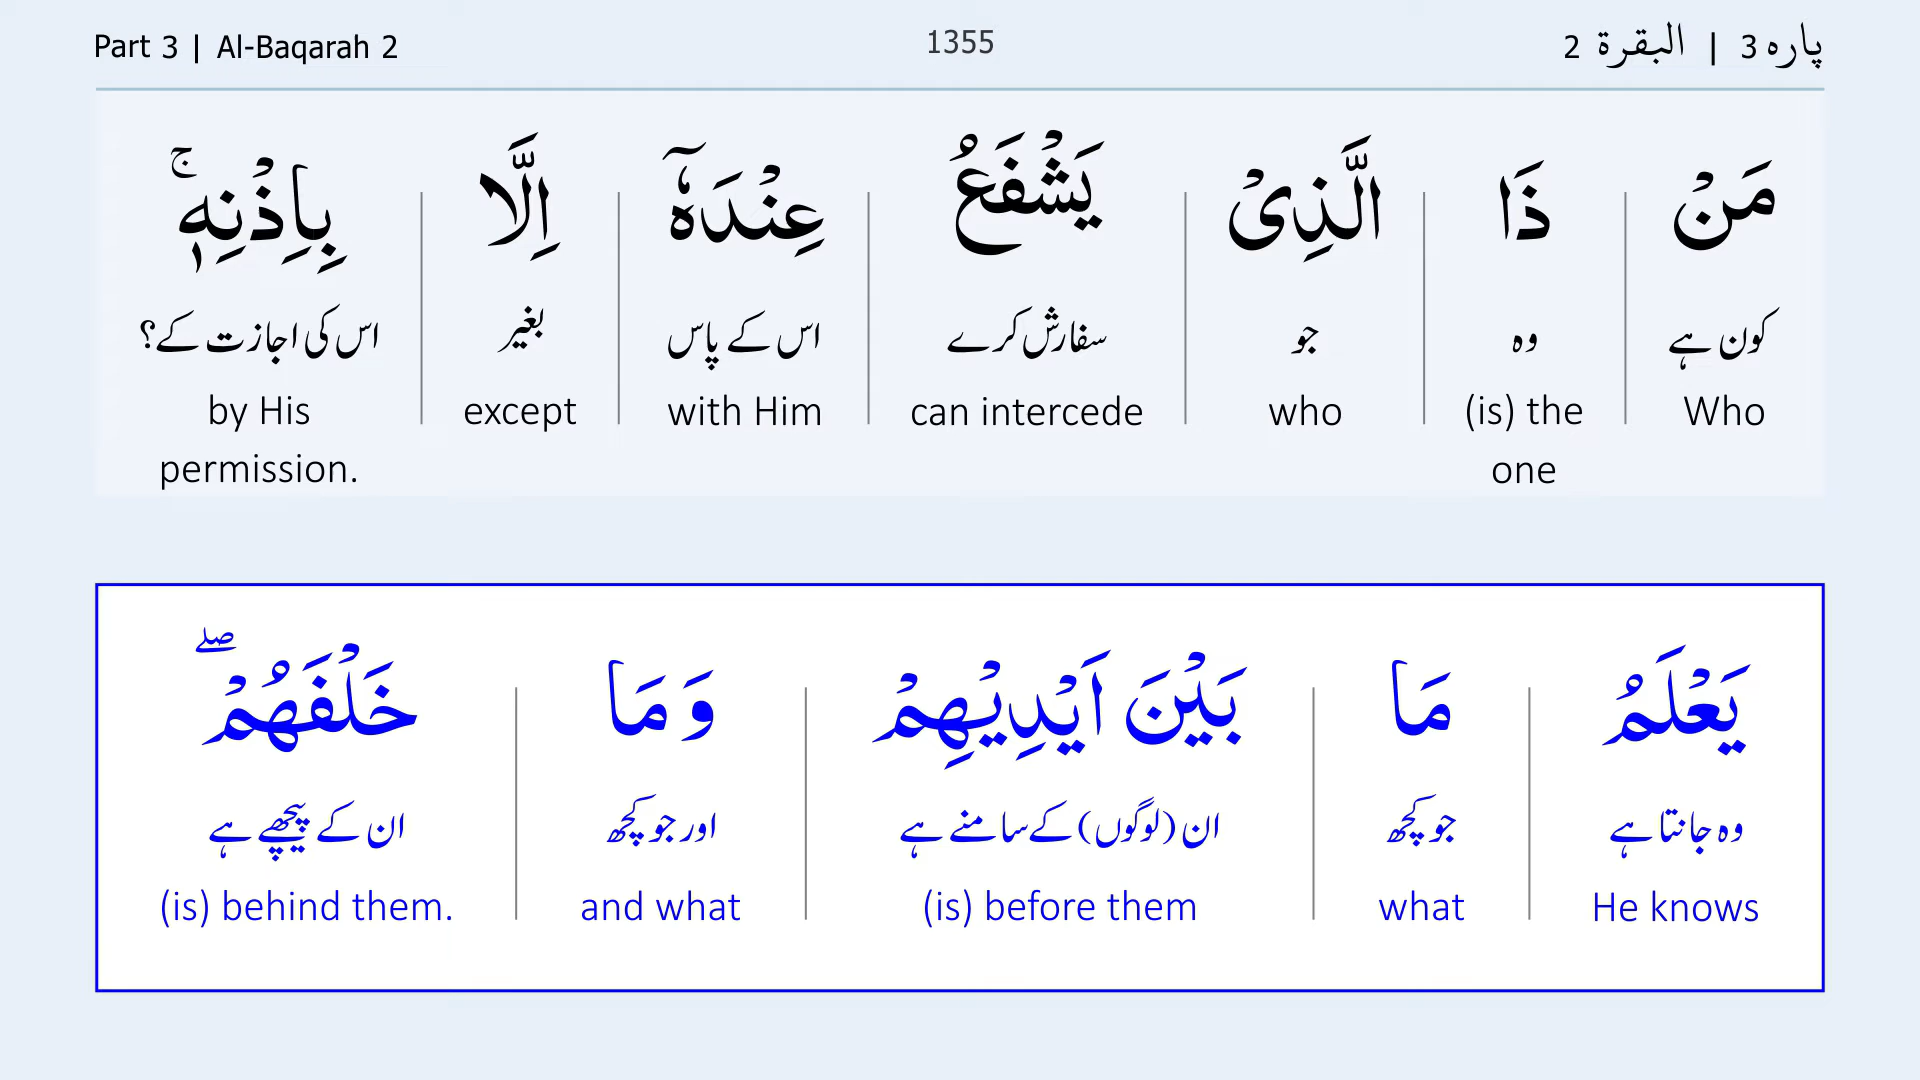 Part 3 | Al-Baqarah 2
1355
پارہ 3 | البقرة 2
مَنْ ذَا الَّذِیْ یَشْفَعُ عِنْدَهٗۤ اِلَّا بِاِذْنِهٖ ۚ
کون ہے وہ جو سفارش کرے اس کے پاس بغیر اس کی اجازت کے؟
Who (is) the one who can intercede with Him except by His permission.
یَعْلَمُ مَا بَیْنَ اَیْدِیْهِمْ وَمَا خَلْفَهُمْ ۖ
وہ جانتا ہے جو کچھ ان (لوگوں) کے سامنے ہے اور جو کچھ ان کے پیچھے ہے
He knows what (is) before them and what (is) behind them.